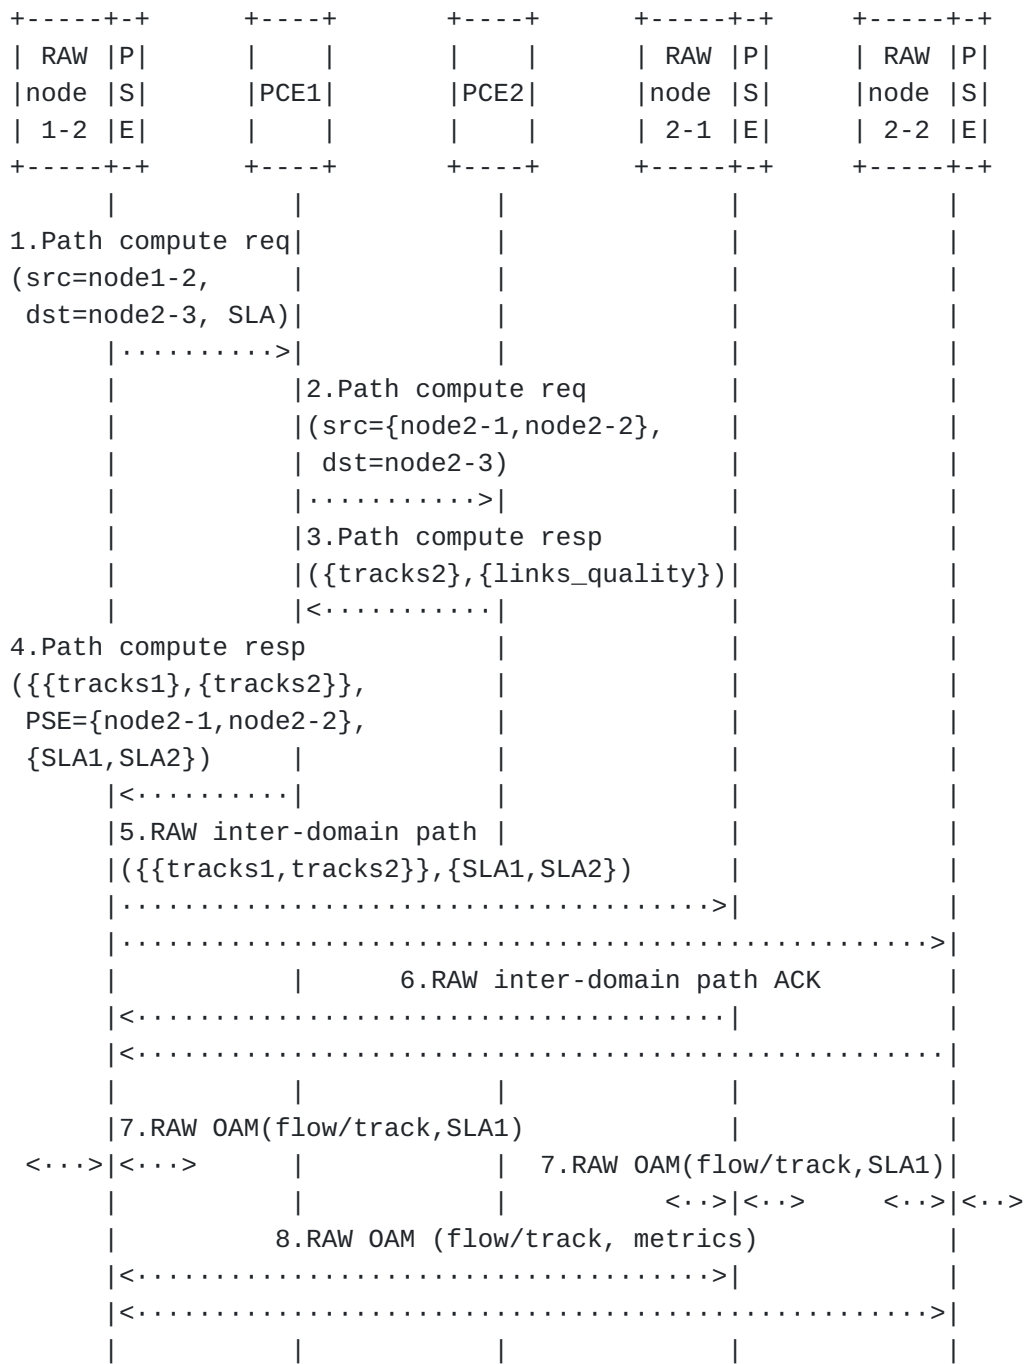 +-----+-+      +----+       +----+      +-----+-+     +-----+-+
| RAW |P|      |    |       |    |      | RAW |P|     | RAW |P|
|node |S|      |PCE1|       |PCE2|      |node |S|     |node |S|
| 1-2 |E|      |    |       |    |      | 2-1 |E|     | 2-2 |E|
+-----+-+      +----+       +----+      +-----+-+     +-----+-+
      |           |            |              |             |
1.Path compute req|            |              |             |
(src=node1-2,     |            |              |             |
 dst=node2-3, SLA)|            |              |             |
      |··········>|            |              |             |
      |           |2.Path compute req         |             |
      |           |(src={node2-1,node2-2},    |             |
      |           | dst=node2-3)              |             |
      |           |···········>|              |             |
      |           |3.Path compute resp        |             |
      |           |({tracks2},{links_quality})|             |
      |           |<···········|              |             |
4.Path compute resp            |              |             |
({{tracks1},{tracks2}},        |              |             |
 PSE={node2-1,node2-2},        |              |             |
 {SLA1,SLA2})     |            |              |             |
      |<··········|            |              |             |
      |5.RAW inter-domain path |              |             |
      |({{tracks1,tracks2}},{SLA1,SLA2})      |             |
      |······································>|             |
      |····················································>|
      |           |      6.RAW inter-domain path ACK        |
      |<······································|             |
      |<····················································|
      |           |            |              |             |
      |7.RAW OAM(flow/track,SLA1)             |             |
 <···>|<···>      |            |  7.RAW OAM(flow/track,SLA1)|
      |           |            |          <··>|<··>     <··>|<··>
      |          8.RAW OAM (flow/track, metrics)            |
      |<·····································>|             |
      |<···················································>|
      |           |            |              |             |